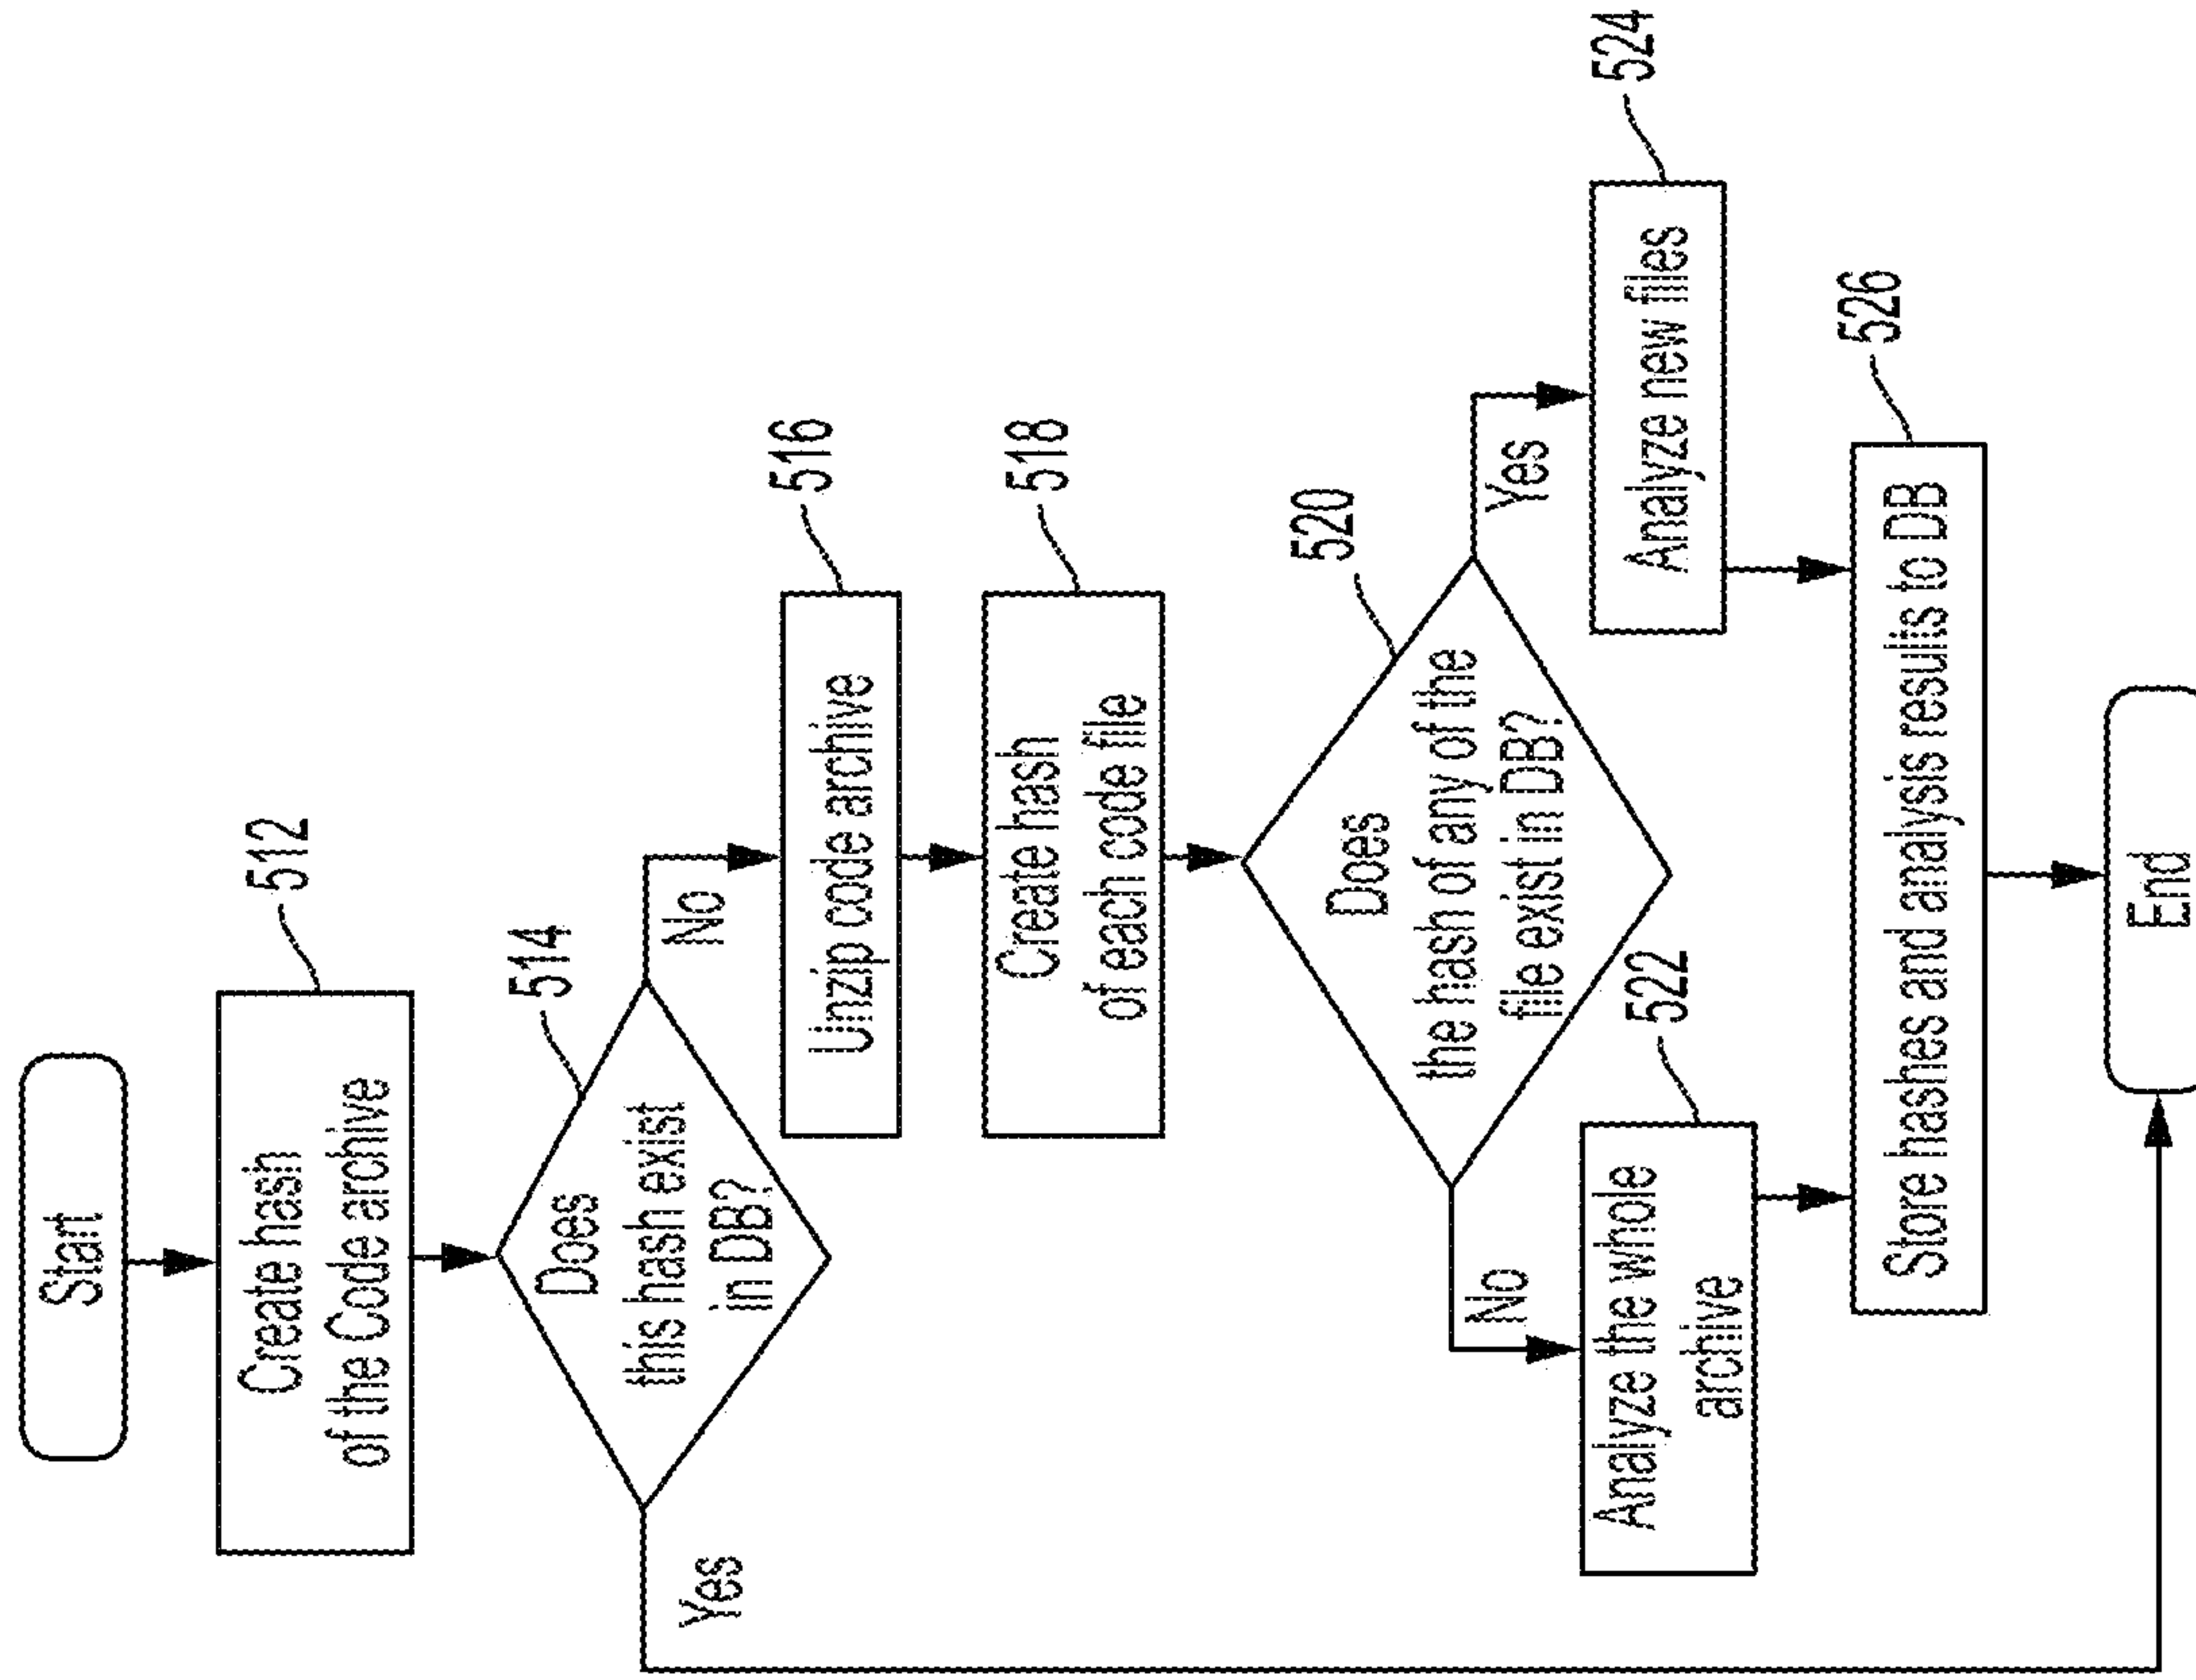 Start
Create hash
of the Code archive
512
Does
this hash exist
in DB?
514
Yes
No
Unzip code archive
516
Create hash
of each code file
518
Does
the hash of any of the
file exist in DB?
520
No
Yes
Analyze the whole
archive
522
Analyze new files
524
Store hashes and analysis results to DB
526
End